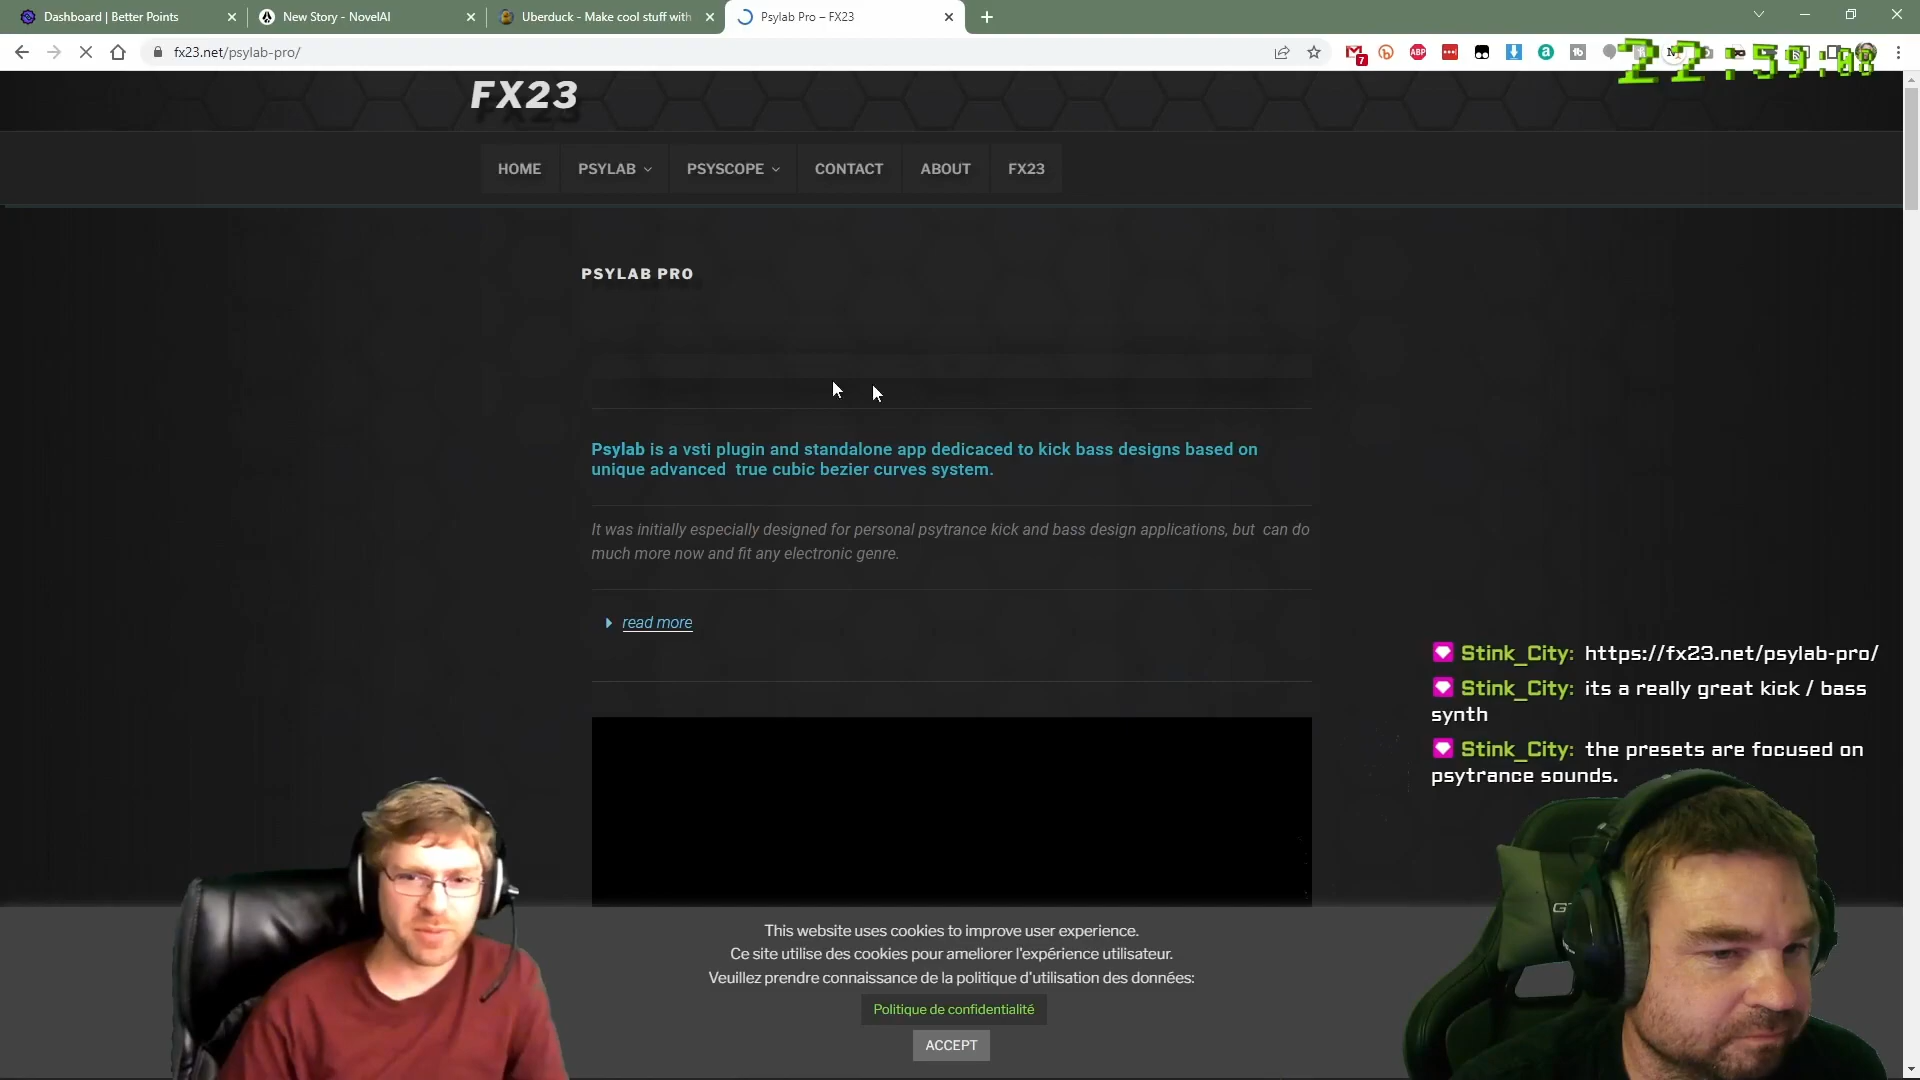 Dashboard | Better Points
New Story - NovelAI
Uberduck - Make cool stuff with
Psylab Pro – FX23
fx23.net/psylab-pro/
7
ABP
22:59:08
FX23
HOME PSYLAB PSYSCOPE CONTACT ABOUT FX23
PSYLAB PRO
Psylab is a vsti plugin and standalone app dedicaced to kick bass designs based on
unique advanced true cubic bezier curves system.
It was initially especially designed for personal psytrance kick and bass design applications, but can do
much more now and fit any electronic genre.
read more
Stink_City: https://fx23.net/psylab-pro/
Stink_City: its a really great kick / bass
synth
Stink_City: the presets are focused on
psytrance sounds.
This website uses cookies to improve user experience.
Ce site utilise des cookies pour ameliorer l'expérience utilisateur.
Veuillez prendre connaissance de la politique d'utilisation des données:
Politique de confidentialité
ACCEPT